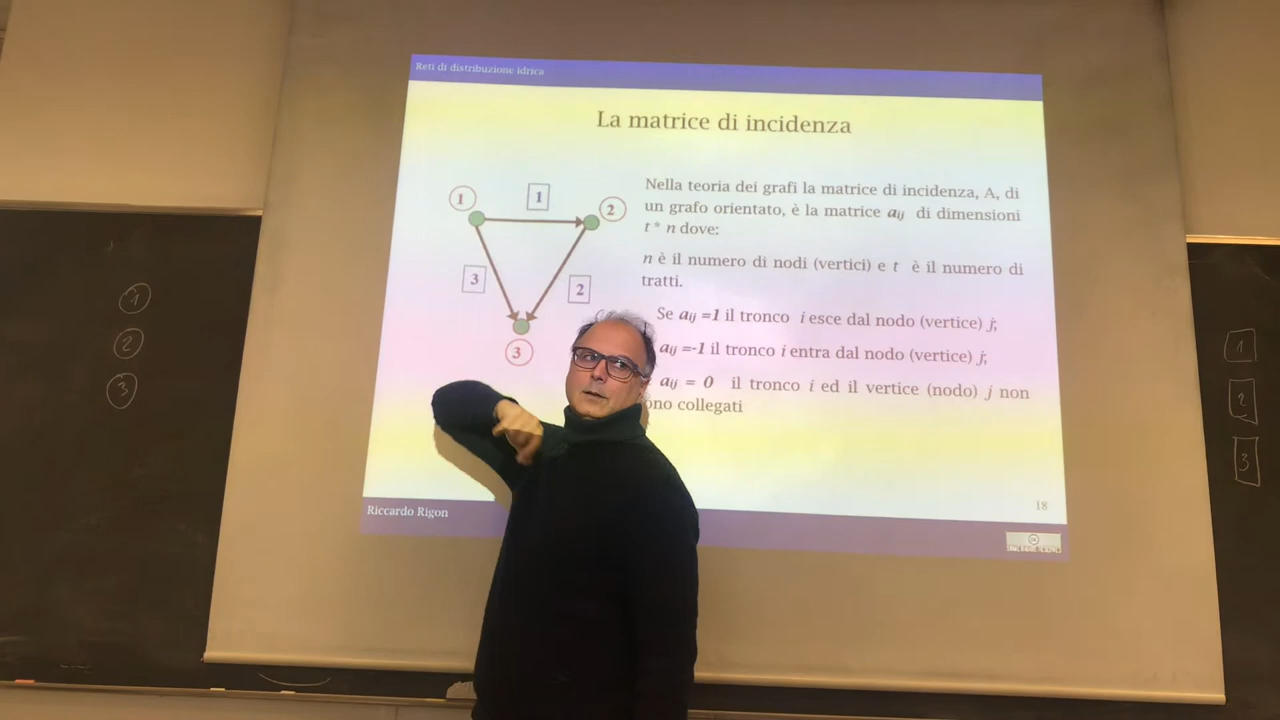 Reti di distribuzione idrica
La matrice di incidenza
1
1
2
3
2
3
Nella teoria dei grafi la matrice di incidenza, A, di
un grafo orientato, è la matrice aij di dimensioni
t * n dove:
n è il numero di nodi (vertici) e t è il numero di
tratti.
Se aij =1 il tronco i esce dal nodo (vertice) j;
aij =-1 il tronco i entra dal nodo (vertice) j;
aij = 0 il tronco i ed il vertice (nodo) j non
ono collegati
Riccardo Rigon
18
1
2
3
1
2
3